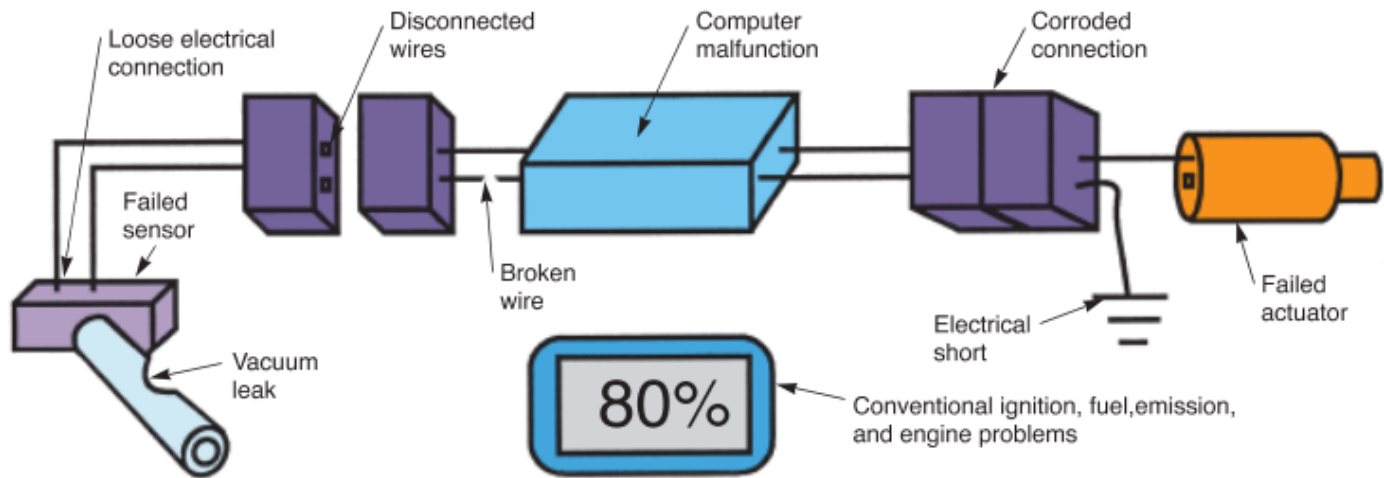 Loose electrical
connection
Disconnected
wires
Computer
malfunction
Corroded
connection
Failed
sensor
Broken
wire
Vacuum
leak
80%
Electrical
short
Failed
actuator
Conventional ignition, fuel,emission,
and engine problems